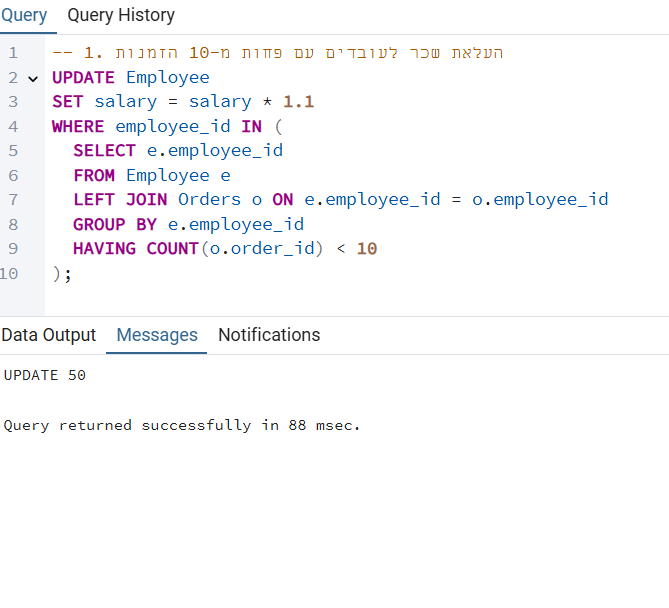 Query Query History
1 -- 1. העלאת שכר לעובדים עם פחות מ-10 הזמנות
2 UPDATE Employee
3 SET salary = salary * 1.1
4 WHERE employee_id IN (
5 SELECT e.employee_id
6 FROM Employee e
7 LEFT JOIN Orders o ON e.employee_id = o.employee_id
8 GROUP BY e.employee_id
9 HAVING COUNT(o.order_id) < 10
10 );
Data Output Messages Notifications
UPDATE 50
Query returned successfully in 88 msec.